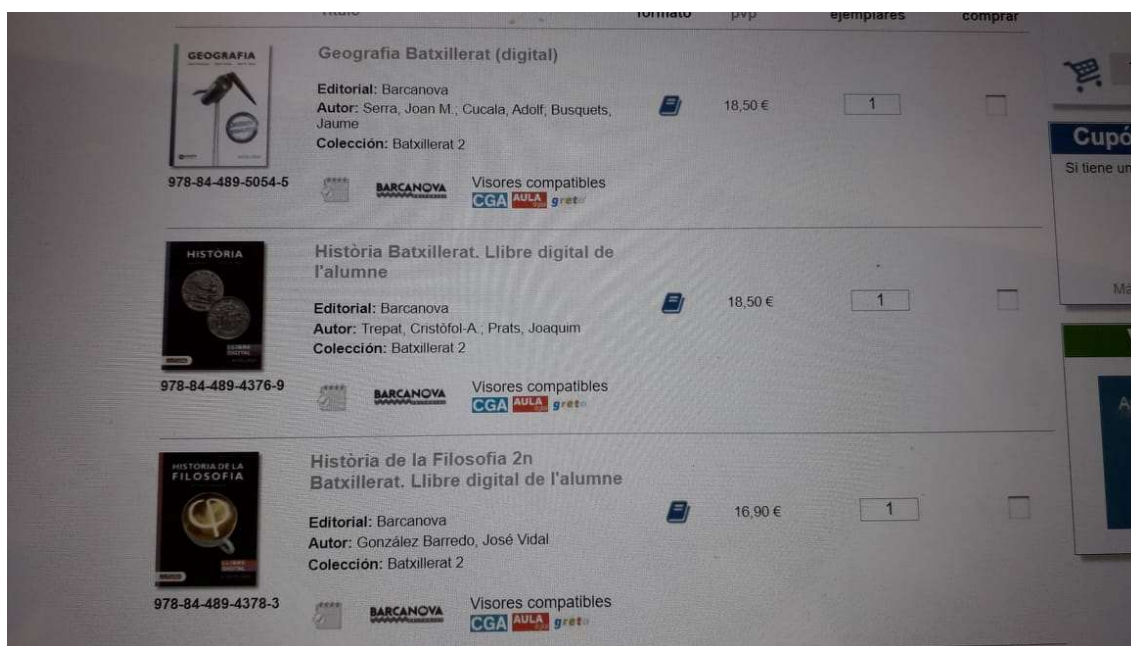 formato pvp ejemplares comprar
GEOGRAFIA
Geografia Batxillerat (digital)
Editorial: Barcanova
Autor: Serra, Joan M.; Cucala, Adolf; Busquets,
Jaume
Colección: Batxillerat 2
18,50 €
1
978-84-489-5054-5
BARCANOVA
Visores compatibles
CGA AULA greta
Cupó
Si tiene un
HISTÒRIA
LLIBRE
DIGITAL
Història Batxillerat. Llibre digital de
l'alumne
Editorial: Barcanova
Autor: Trepat, Cristòfol-A.; Prats, Joaquim
Colección: Batxillerat 2
18,50 €
1
978-84-489-4376-9
BARCANOVA
Visores compatibles
CGA AULA greta
Má
A
HISTÒRIA DE LA
FILOSOFIA
LLIBRE
DIGITAL
Història de la Filosofia 2n
Batxillerat. Llibre digital de l'alumne
Editorial: Barcanova
Autor: González Barredo, José Vidal
Colección: Batxillerat 2
16,90 €
1
978-84-489-4378-3
BARCANOVA
Visores compatibles
CGA AULA greta